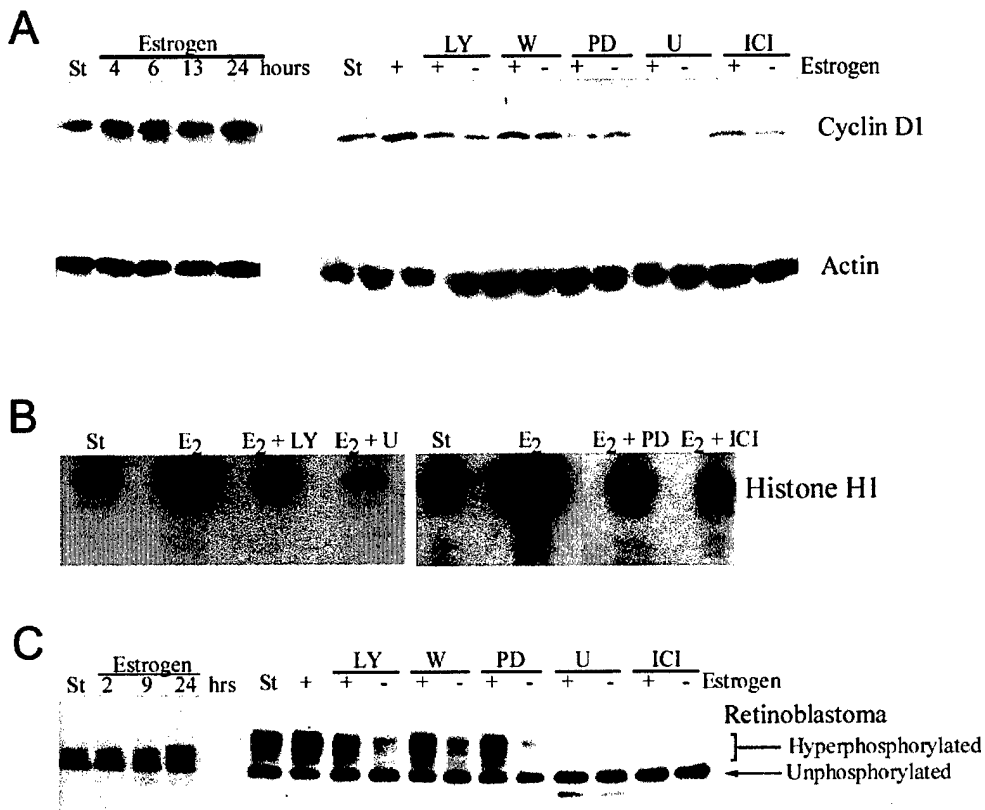 A
Estrogen
St 4 6 13 24 hours
LY W PD U ICI
St + + - + - + - + - + - Estrogen
Cyclin D1
Actin
B
St E2 E2 + LY E2 + U St E2 E2 + PD E2 + ICI
Histone H1
C
Estrogen
St 2 9 24 hrs
LY W PD U ICI
St + + - + - + - + - + - Estrogen
Retinoblastoma
Hyperphosphorylated
Unphosphorylated